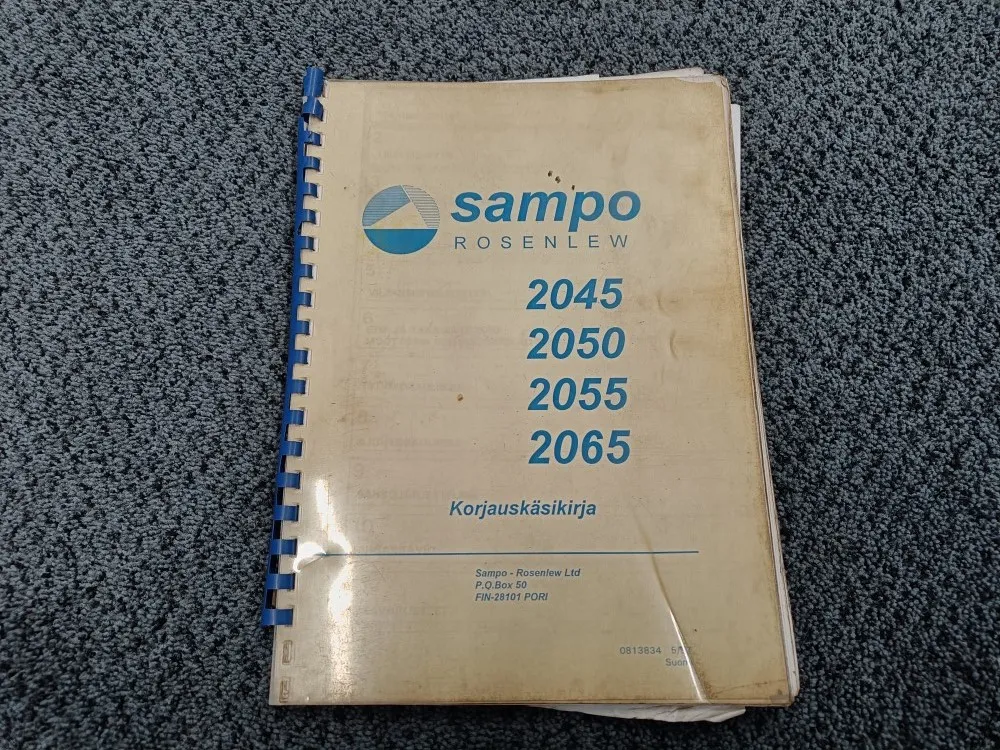 sampo
ROSENLEW
2045
2050
2055
2065
Korjauskäsikirja
Sampo - Rosenlew Ltd
P.O.Box 50
FIN-28101 PORI
0813834